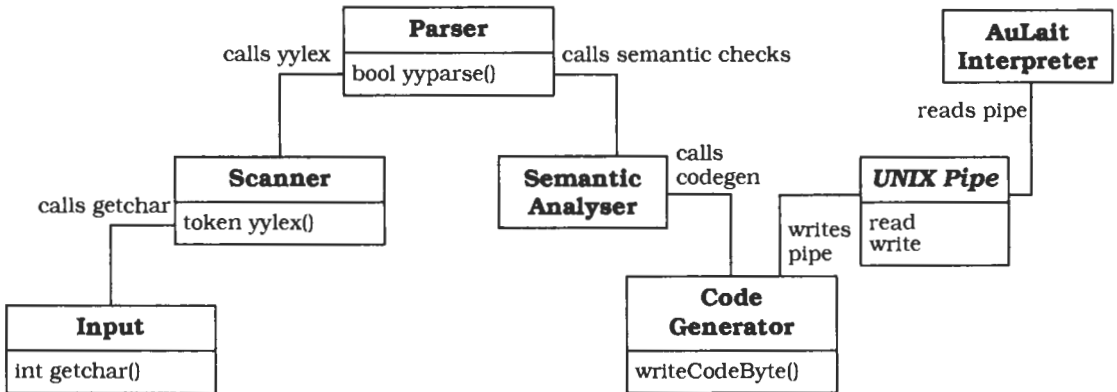 Parser
bool yyparse()
calls yylex
calls semantic checks
AuLait
Interpreter
reads pipe
Scanner
token yylex()
calls getchar
Semantic
Analyser
calls
codegen
UNIX Pipe
read
write
writes
pipe
Input
int getchar()
Code
Generator
writeCodeByte()